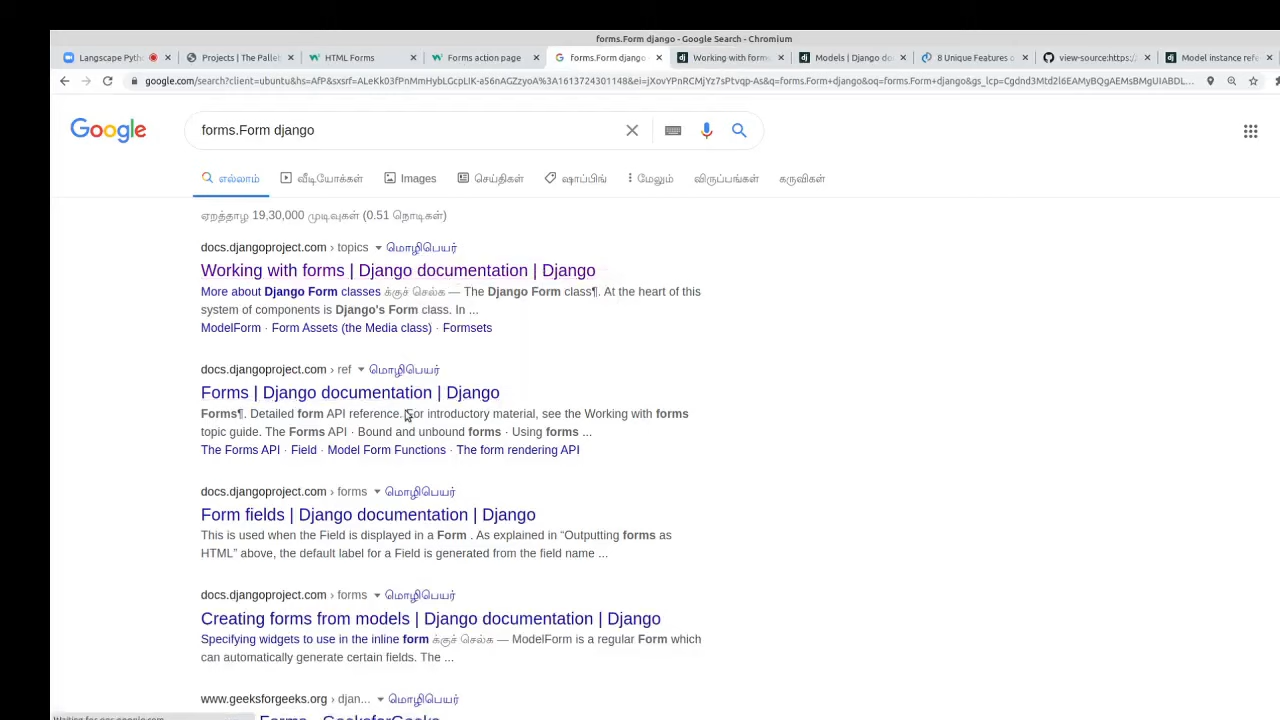 forms.Form django - Google Search - Chromium
Langscape Pyth Projects | The Palle HTML Forms Forms action page forms.Form django - Working with forms Models | Django do 8 Unique Features o view-source:https:/ Model instance refe
google.com/search?client=ubuntu&hs=AfP&sxsrf=ALeKk03fPnMmHybLGcpLIK-a56nAGZzyoA%3A1613724301148&ei=jXovYPnRCMjYz7sPtvqp-As&q=forms.Form+django&oq=forms.Form+django&gs_lcp=Cgdnd3Mtd2l6EAMyBQgAEMsBMgUIABDL...
Google
forms.Form django
எல்லாம் வீடியோக்கள் Images செய்திகள் ஷாப்பிங் மேலும் விருப்பங்கள் கருவிகள்
ஏறத்தாழ 19,30,000 முடிவுகள் (0.51 நொடிகள்)
docs.djangoproject.com › topics மொழிபெயர்
Working with forms | Django documentation | Django
More about Django Form classes க்குச் செல்க — The Django Form class¶. At the heart of this
system of components is Django's Form class. In ...
ModelForm · Form Assets (the Media class) · Formsets
docs.djangoproject.com › ref மொழிபெயர்
Forms | Django documentation | Django
Forms¶. Detailed form API reference. For introductory material, see the Working with forms
topic guide. The Forms API · Bound and unbound forms · Using forms ...
The Forms API · Field · Model Form Functions · The form rendering API
docs.djangoproject.com › forms மொழிபெயர்
Form fields | Django documentation | Django
This is used when the Field is displayed in a Form . As explained in “Outputting forms as
HTML” above, the default label for a Field is generated from the field name ...
docs.djangoproject.com › forms மொழிபெயர்
Creating forms from models | Django documentation | Django
Specifying widgets to use in the inline form க்குச் செல்க — ModelForm is a regular Form which
can automatically generate certain fields. The ...
www.geeksforgeeks.org › djan... மொழிபெயர்
Forms - GeeksforGeeks